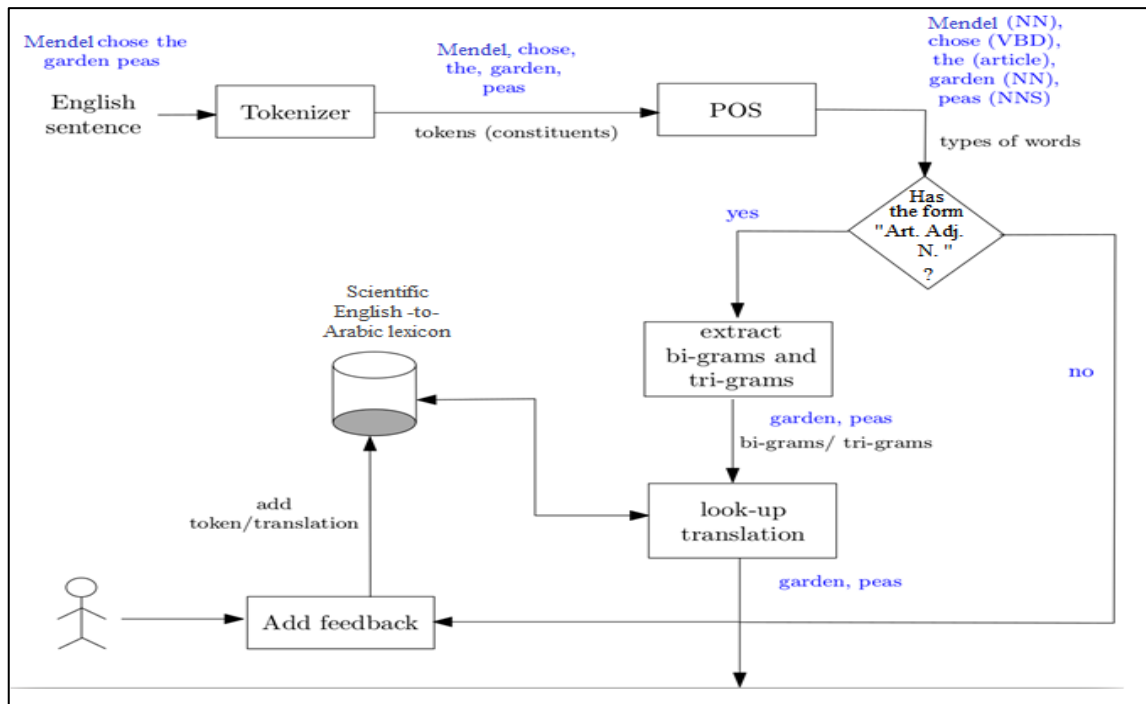 Mendel chose the
garden peas
English
sentence
Tokenizer
Mendel, chose,
the, garden,
peas
tokens (constituents)
POS
Mendel (NN),
chose (VBD),
the (article),
garden (NN),
peas (NNS)
types of words
Has
the form
"Art. Adj.
N. "
?
yes
no
extract
bi-grams and
tri-grams
garden, peas
bi-grams/ tri-grams
Scientific
English -to-
Arabic lexicon
look-up
translation
garden, peas
add
token/translation
Add feedback